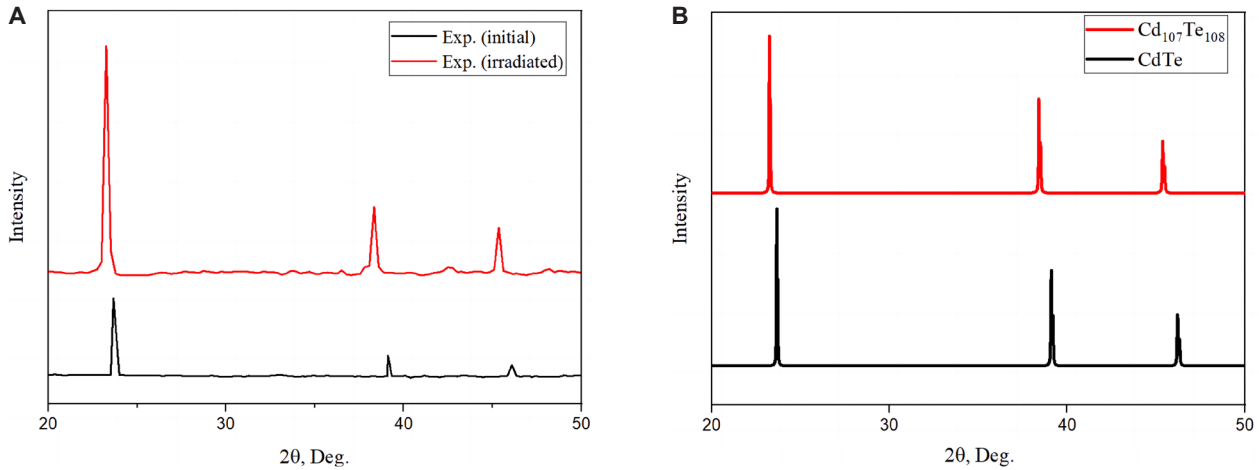 A
Exp. (initial)
Exp. (irradiated)
Intensity
20
30
40
50
2θ, Deg.
B
Cd₁₀₇Te₁₀₈
CdTe
Intensity
20
30
40
50
2θ, Deg.